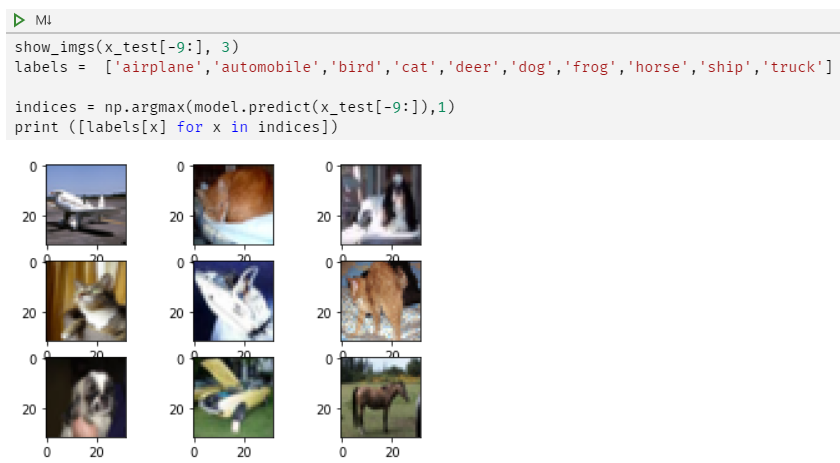 M↓
show_imgs(x_test[-9:], 3)
labels =  ['airplane','automobile','bird','cat','deer','dog','frog','horse','ship','truck']
indices = np.argmax(model.predict(x_test[-9:]),1)
print ([labels[x] for x in indices])
0 0 0
20 20 20
0 20 0 20 0 20
0 0 0
20 20 20
0 20 0 20 0 20
0 0 0
20 20 20
0 20 0 20 0 20